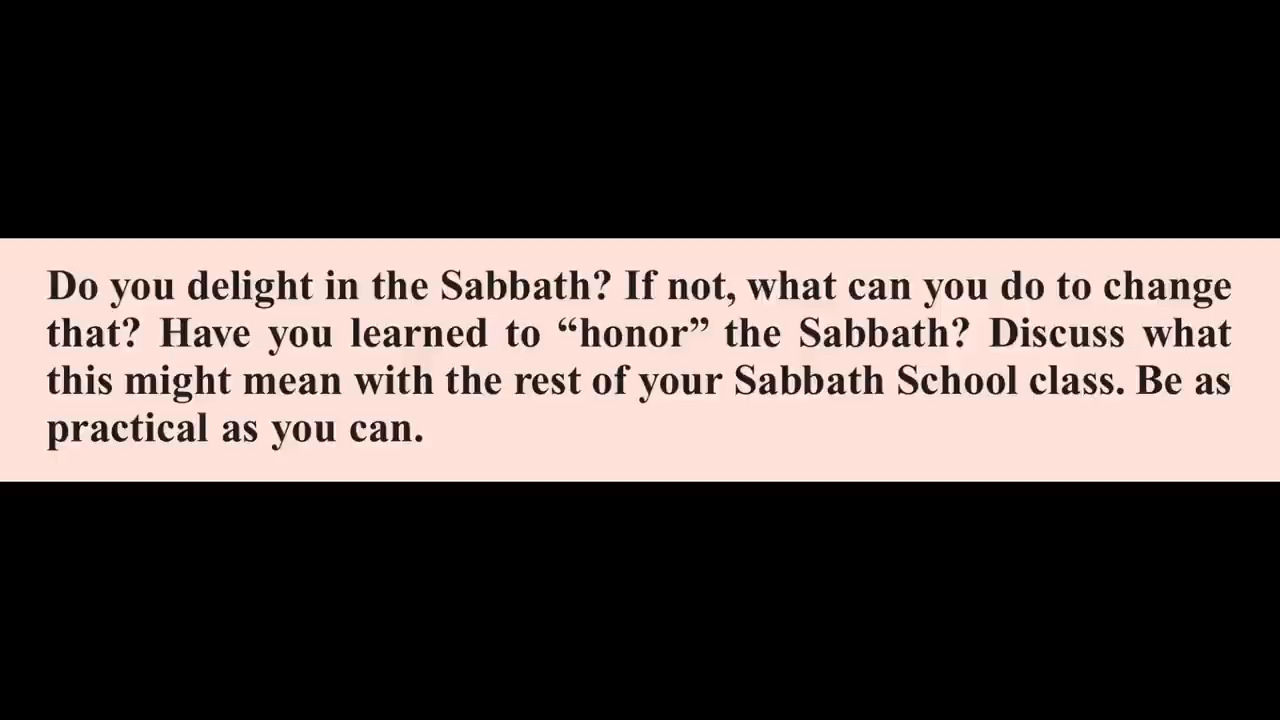 Do you delight in the Sabbath? If not, what can you do to change
that? Have you learned to “honor” the Sabbath? Discuss what
this might mean with the rest of your Sabbath School class. Be as
practical as you can.